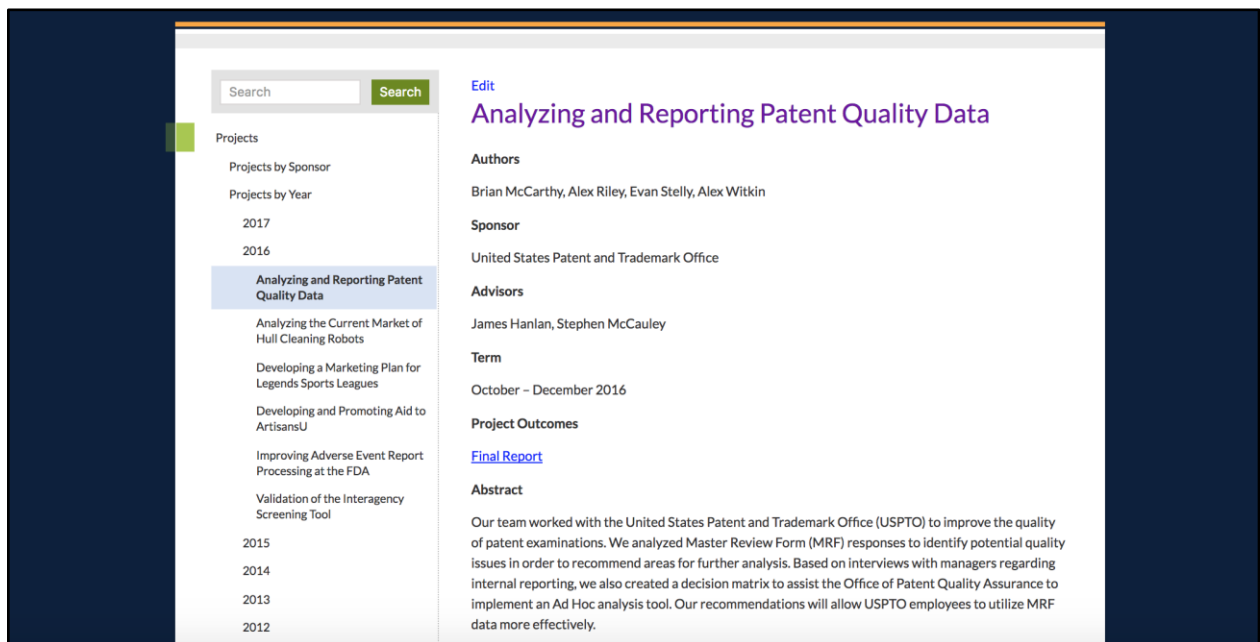 Search
Search
Projects
Projects by Sponsor
Projects by Year
2017
2016
Analyzing and Reporting Patent
Quality Data
Analyzing the Current Market of
Hull Cleaning Robots
Developing a Marketing Plan for
Legends Sports Leagues
Developing and Promoting Aid to
ArtisansU
Improving Adverse Event Report
Processing at the FDA
Validation of the Interagency
Screening Tool
2015
2014
2013
2012
Edit
Analyzing and Reporting Patent Quality Data
Authors
Brian McCarthy, Alex Riley, Evan Stelly, Alex Witkin
Sponsor
United States Patent and Trademark Office
Advisors
James Hanlan, Stephen McCauley
Term
October – December 2016
Project Outcomes
Final Report
Abstract
Our team worked with the United States Patent and Trademark Office (USPTO) to improve the quality
of patent examinations. We analyzed Master Review Form (MRF) responses to identify potential quality
issues in order to recommend areas for further analysis. Based on interviews with managers regarding
internal reporting, we also created a decision matrix to assist the Office of Patent Quality Assurance to
implement an Ad Hoc analysis tool. Our recommendations will allow USPTO employees to utilize MRF
data more effectively.